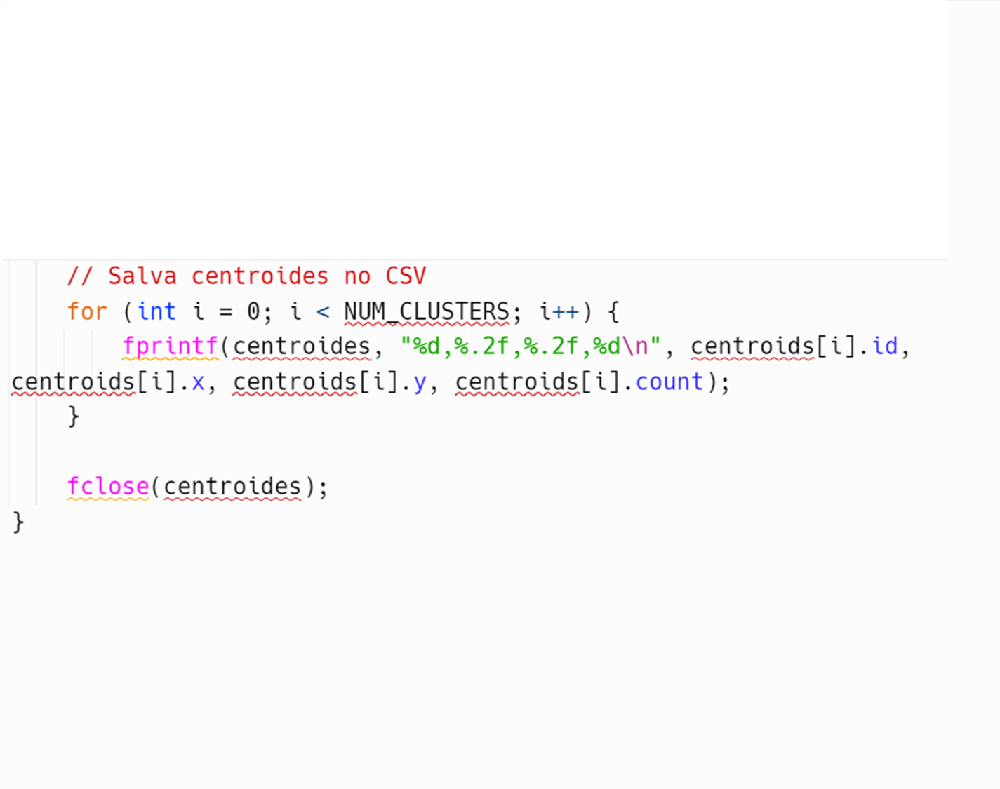 // Salva centroides no CSV
for (int i = 0; i < NUM_CLUSTERS; i++) {
fprintf(centroides, "%d,%.2f,%.2f,%d\n", centroids[i].id,
centroids[i].x, centroids[i].y, centroids[i].count);
}
fclose(centroides);
}